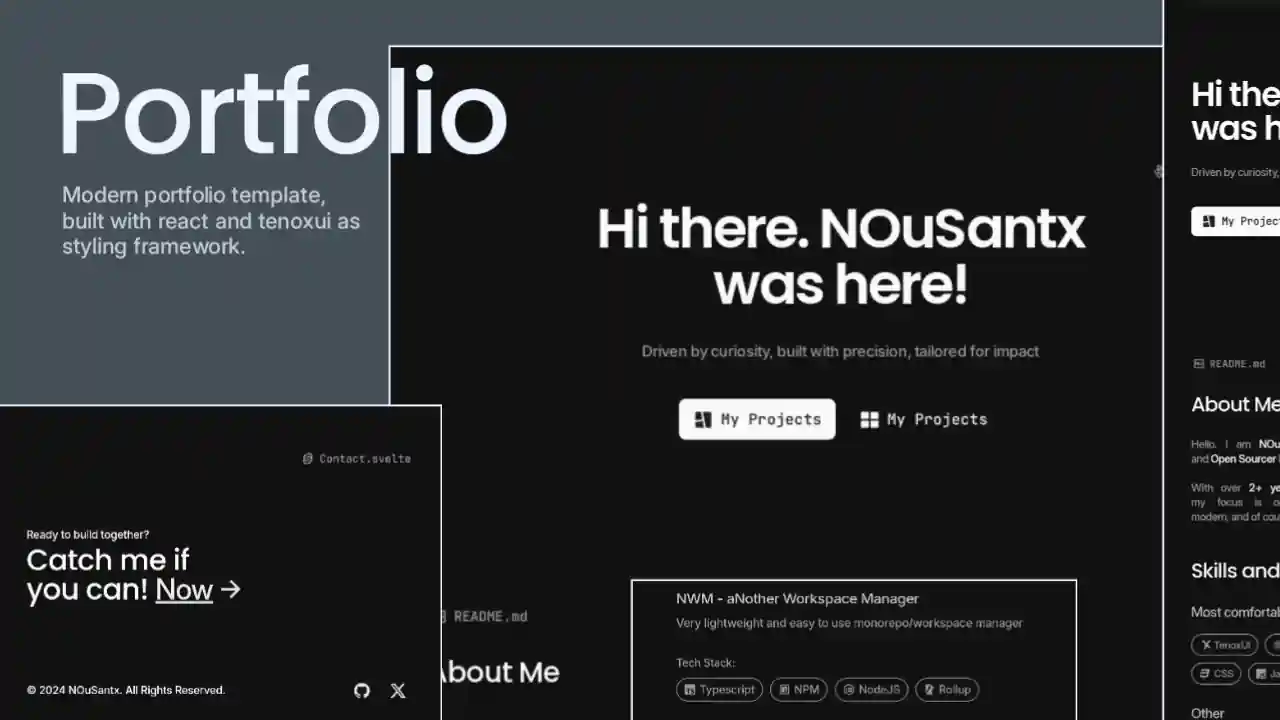 Portfolio
Modern portfolio template,
built with react and tenoxui as
styling framework.
Hi there. NOuSantx
was here!
Driven by curiosity, built with precision, tailored for impact
My Projects
My Projects
Contact.svelte
Ready to build together?
Catch me if
you can! Now →
© 2024 NOuSantx. All Rights Reserved.
README.md
About Me
NWM - aNother Workspace Manager
Very lightweight and easy to use monorepo/workspace manager
Tech Stack:
Typescript
NPM
NodeJS
Rollup
Hi the
was h
Driven by curiosity,
My Projec
README.md
About Me
Hello. I am NOu
and Open Sourcer
With over 2+ ye
my focus is o
modern, and of cou
Skills and
Most comfortab
TenoxUI
CSS
Ja
Other